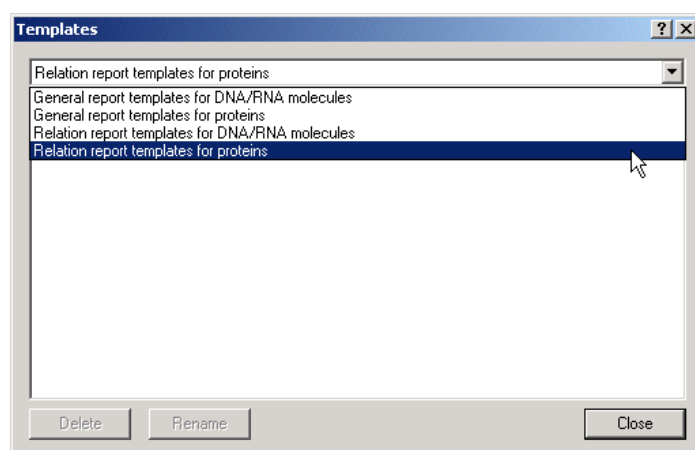 Templates
Relation report templates for proteins
General report templates for DNA/RNA molecules
General report templates for proteins
Relation report templates for DNA/RNA molecules
Relation report templates for proteins
Delete
Rename
Close